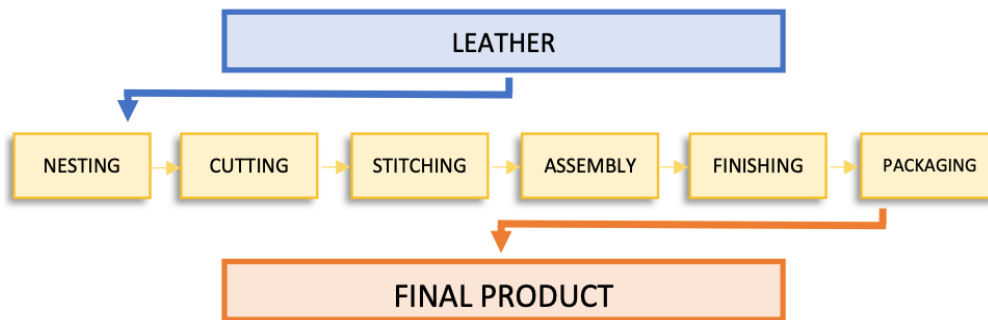 LEATHER
NESTING
CUTTING
STITCHING
ASSEMBLY
FINISHING
PACKAGING
FINAL PRODUCT